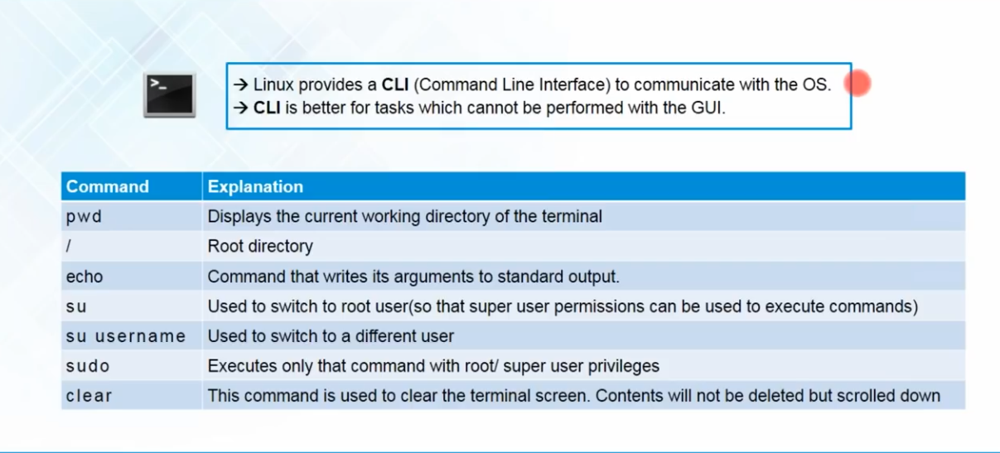 >_
→ Linux provides a CLI (Command Line Interface) to communicate with the OS.
→ CLI is better for tasks which cannot be performed with the GUI.
Command Explanation
pwd Displays the current working directory of the terminal
/ Root directory
echo Command that writes its arguments to standard output.
su Used to switch to root user(so that super user permissions can be used to execute commands)
su username Used to switch to a different user
sudo Executes only that command with root/ super user privileges
clear This command is used to clear the terminal screen. Contents will not be deleted but scrolled down